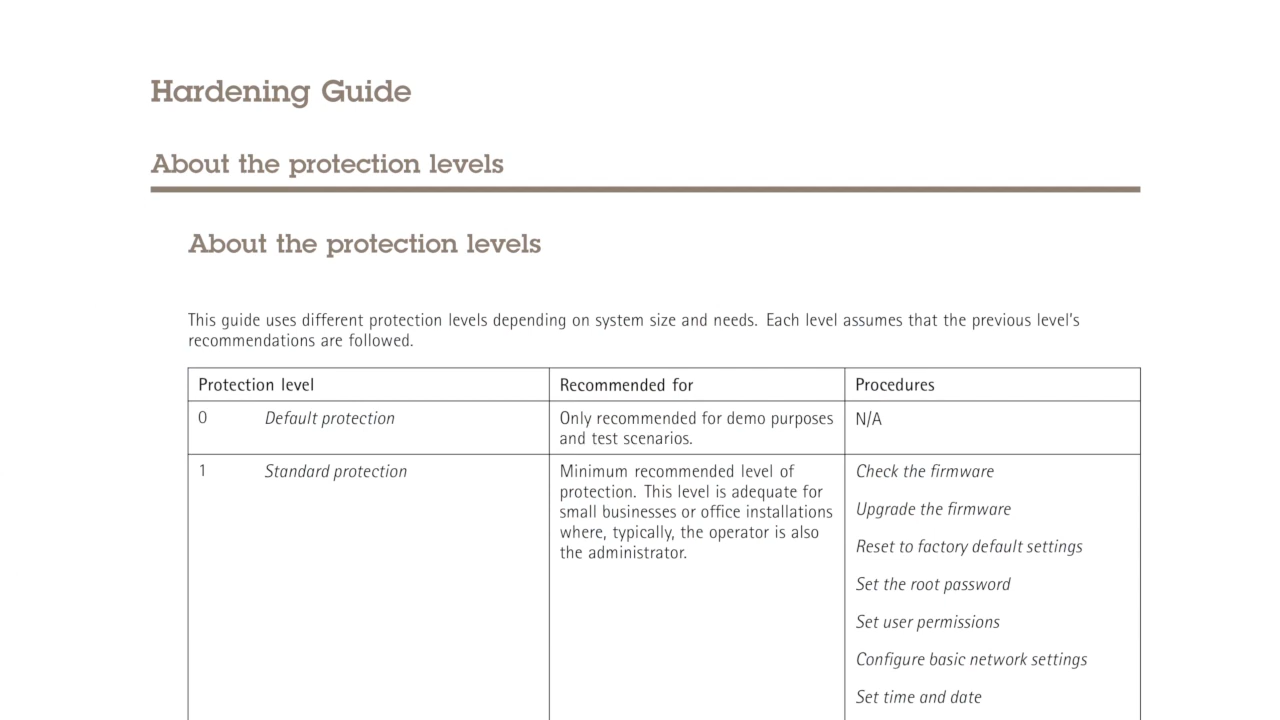 Hardening Guide
About the protection levels
About the protection levels
This guide uses different protection levels depending on system size and needs. Each level assumes that the previous level's
recommendations are followed.
Protection level Recommended for Procedures
0 Default protection Only recommended for demo purposes N/A
and test scenarios.
1 Standard protection Minimum recommended level of Check the firmware
protection. This level is adequate for
small businesses or office installations Upgrade the firmware
where, typically, the operator is also
the administrator. Reset to factory default settings
Set the root password
Set user permissions
Configure basic network settings
Set time and date